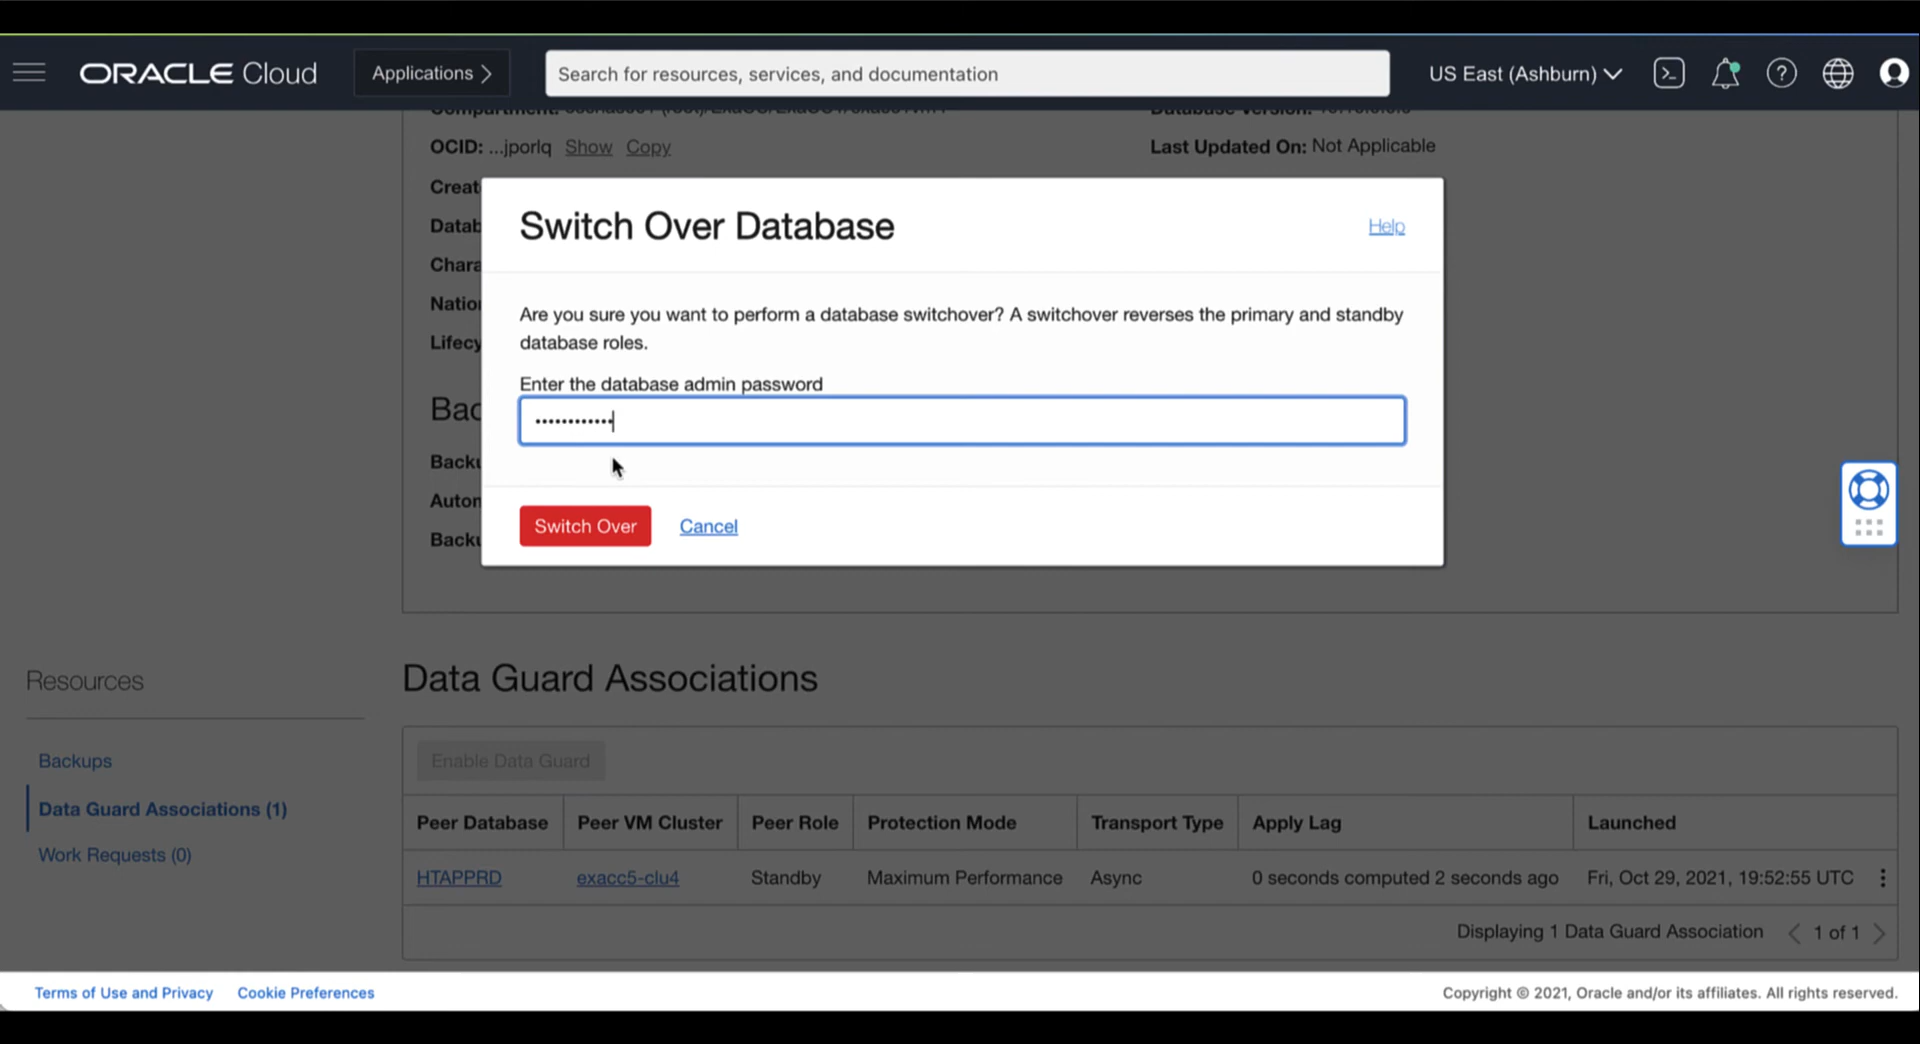 ORACLE Cloud
Applications
Search for resources, services, and documentation
US East (Ashburn)
OCID: ...jporlq Show Copy
Last Updated On: Not Applicable
Creat
Datab
Chara
Natio
Lifecy
Bac
Backu
Auton
Backu
Switch Over Database
Help
Are you sure you want to perform a database switchover? A switchover reverses the primary and standby
database roles.
Enter the database admin password
••••••••••••
Switch Over
Cancel
Resources
Backups
Data Guard Associations (1)
Work Requests (0)
Data Guard Associations
Enable Data Guard
Peer Database Peer VM Cluster Peer Role Protection Mode Transport Type Apply Lag Launched
HTAPPRD exacc5-clu4 Standby Maximum Performance Async 0 seconds computed 2 seconds ago Fri, Oct 29, 2021, 19:52:55 UTC
Displaying 1 Data Guard Association 1 of 1
Terms of Use and Privacy Cookie Preferences
Copyright © 2021, Oracle and/or its affiliates. All rights reserved.